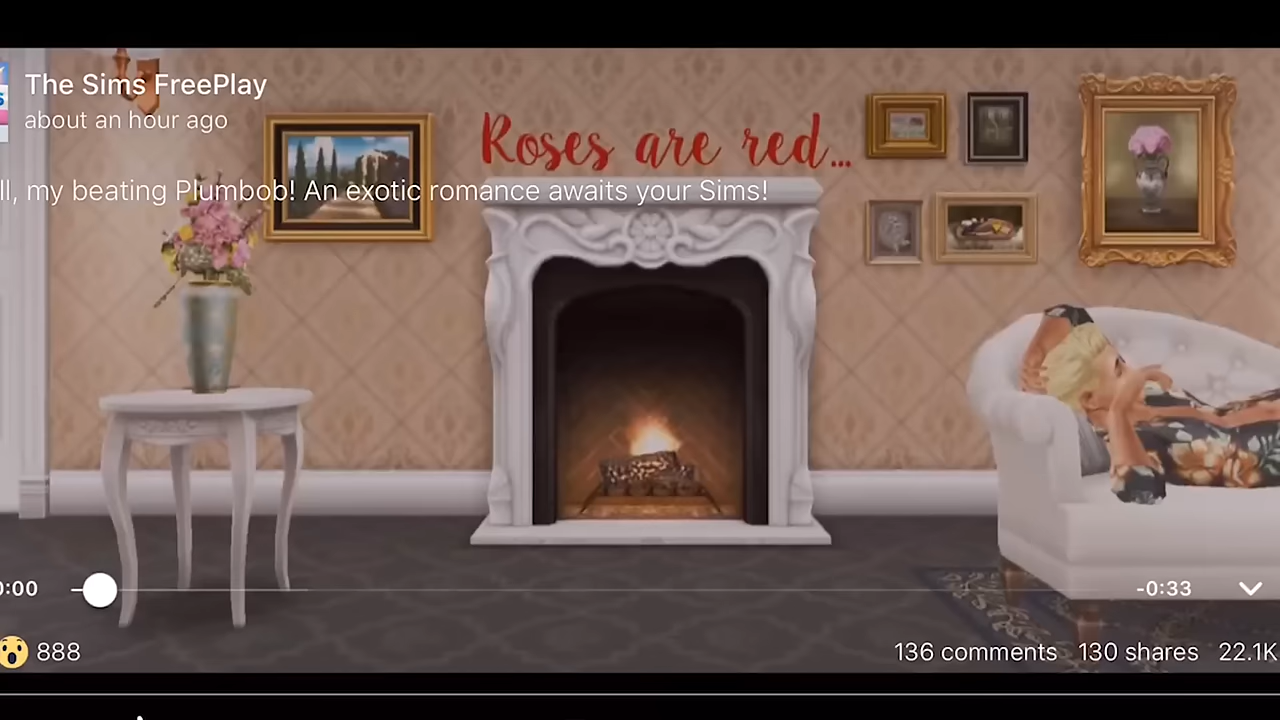 The Sims FreePlay
about an hour ago
Roses are red...
ll, my beating Plumbob! An exotic romance awaits your Sims!
0:00
-0:33
888
136 comments 130 shares 22.1K